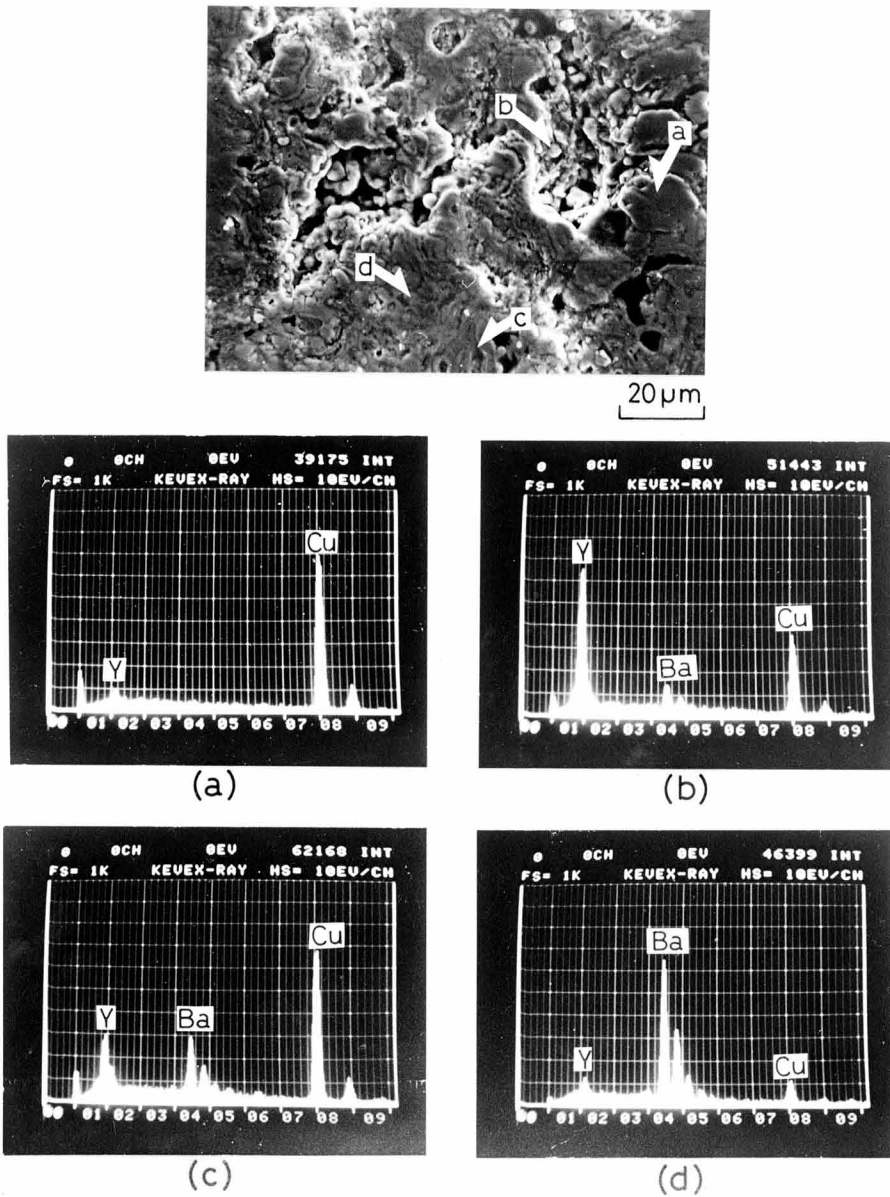 b
a
d
c
20μm
0 0CH 0EV 39175 INT
FS= 1K KEVEX-RAY HS= 10EV/CH
Cu
Y
00 01 02 03 04 05 06 07 08 09
(a)
0 0CH 0EV 51443 INT
FS= 1K KEVEX-RAY HS= 10EV/CH
Y
Cu
Ba
00 01 02 03 04 05 06 07 08 09
(b)
0 0CH 0EV 62168 INT
FS= 1K KEVEX-RAY HS= 10EV/CH
Cu
Y Ba
00 01 02 03 04 05 06 07 08 09
(c)
0 0CH 0EV 46399 INT
FS= 1K KEVEX-RAY HS= 10EV/CH
Ba
Y Cu
00 01 02 03 04 05 06 07 08 09
(d)